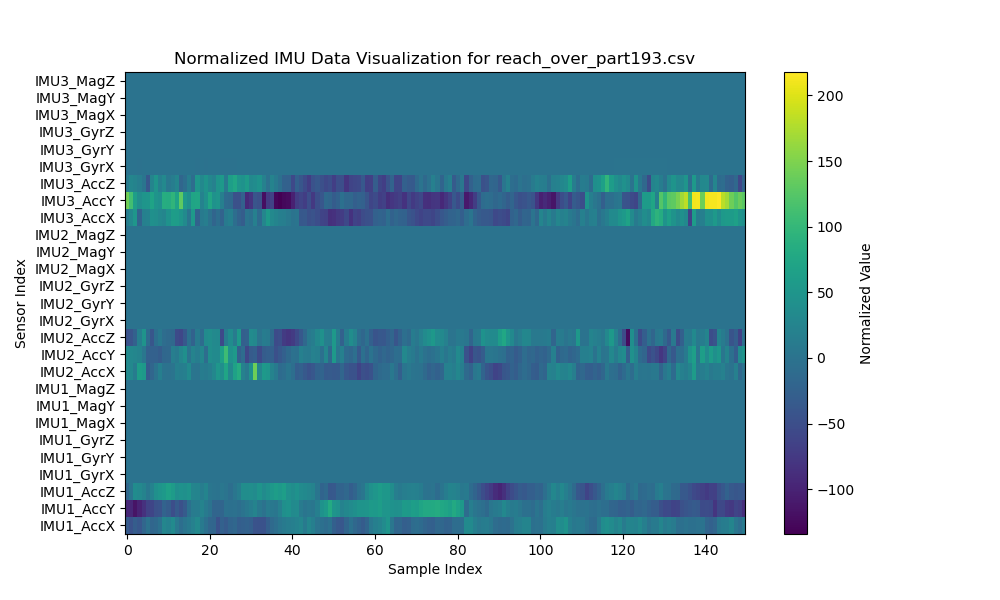 Normalized IMU Data Visualization for reach_over_part193.csv
IMU3_MagZ
IMU3_MagY
IMU3_MagX
IMU3_GyrZ
IMU3_GyrY
IMU3_GyrX
IMU3_AccZ
IMU3_AccY
IMU3_AccX
IMU2_MagZ
IMU2_MagY
IMU2_MagX
IMU2_GyrZ
IMU2_GyrY
IMU2_GyrX
IMU2_AccZ
IMU2_AccY
IMU2_AccX
IMU1_MagZ
IMU1_MagY
IMU1_MagX
IMU1_GyrZ
IMU1_GyrY
IMU1_GyrX
IMU1_AccZ
IMU1_AccY
IMU1_AccX
Sensor Index
0 20 40 60 80 100 120 140
Sample Index
200
150
100
50
0
−50
−100
Normalized Value